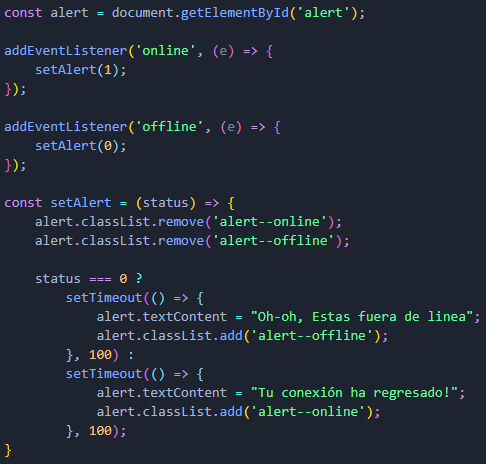 const alert = document.getElementById('alert');
addEventListener('online', (e) => {
setAlert(1);
});
addEventListener('offline', (e) => {
setAlert(0);
});
const setAlert = (status) => {
alert.classList.remove('alert--online');
alert.classList.remove('alert--offline');
status === 0 ?
setTimeout(() => {
alert.textContent = "Oh-oh, Estas fuera de linea";
alert.classList.add('alert--offline');
}, 100) :
setTimeout(() => {
alert.textContent = "Tu conexión ha regresado!";
alert.classList.add('alert--online');
}, 100);
}